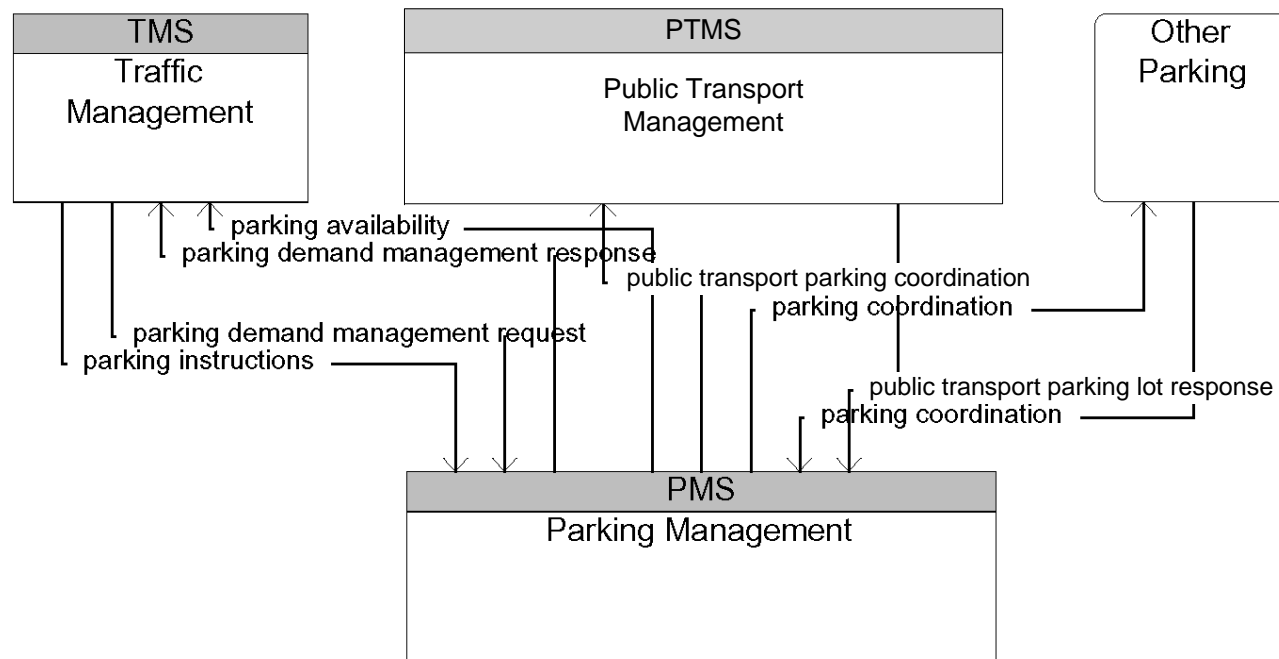 TMS
Traffic
Management
PTMS
Public Transport
Management
Other
Parking
parking availability
parking demand management response
public transport parking coordination
parking coordination
parking demand management request
parking instructions
public transport parking lot response
parking coordination
PMS
Parking Management